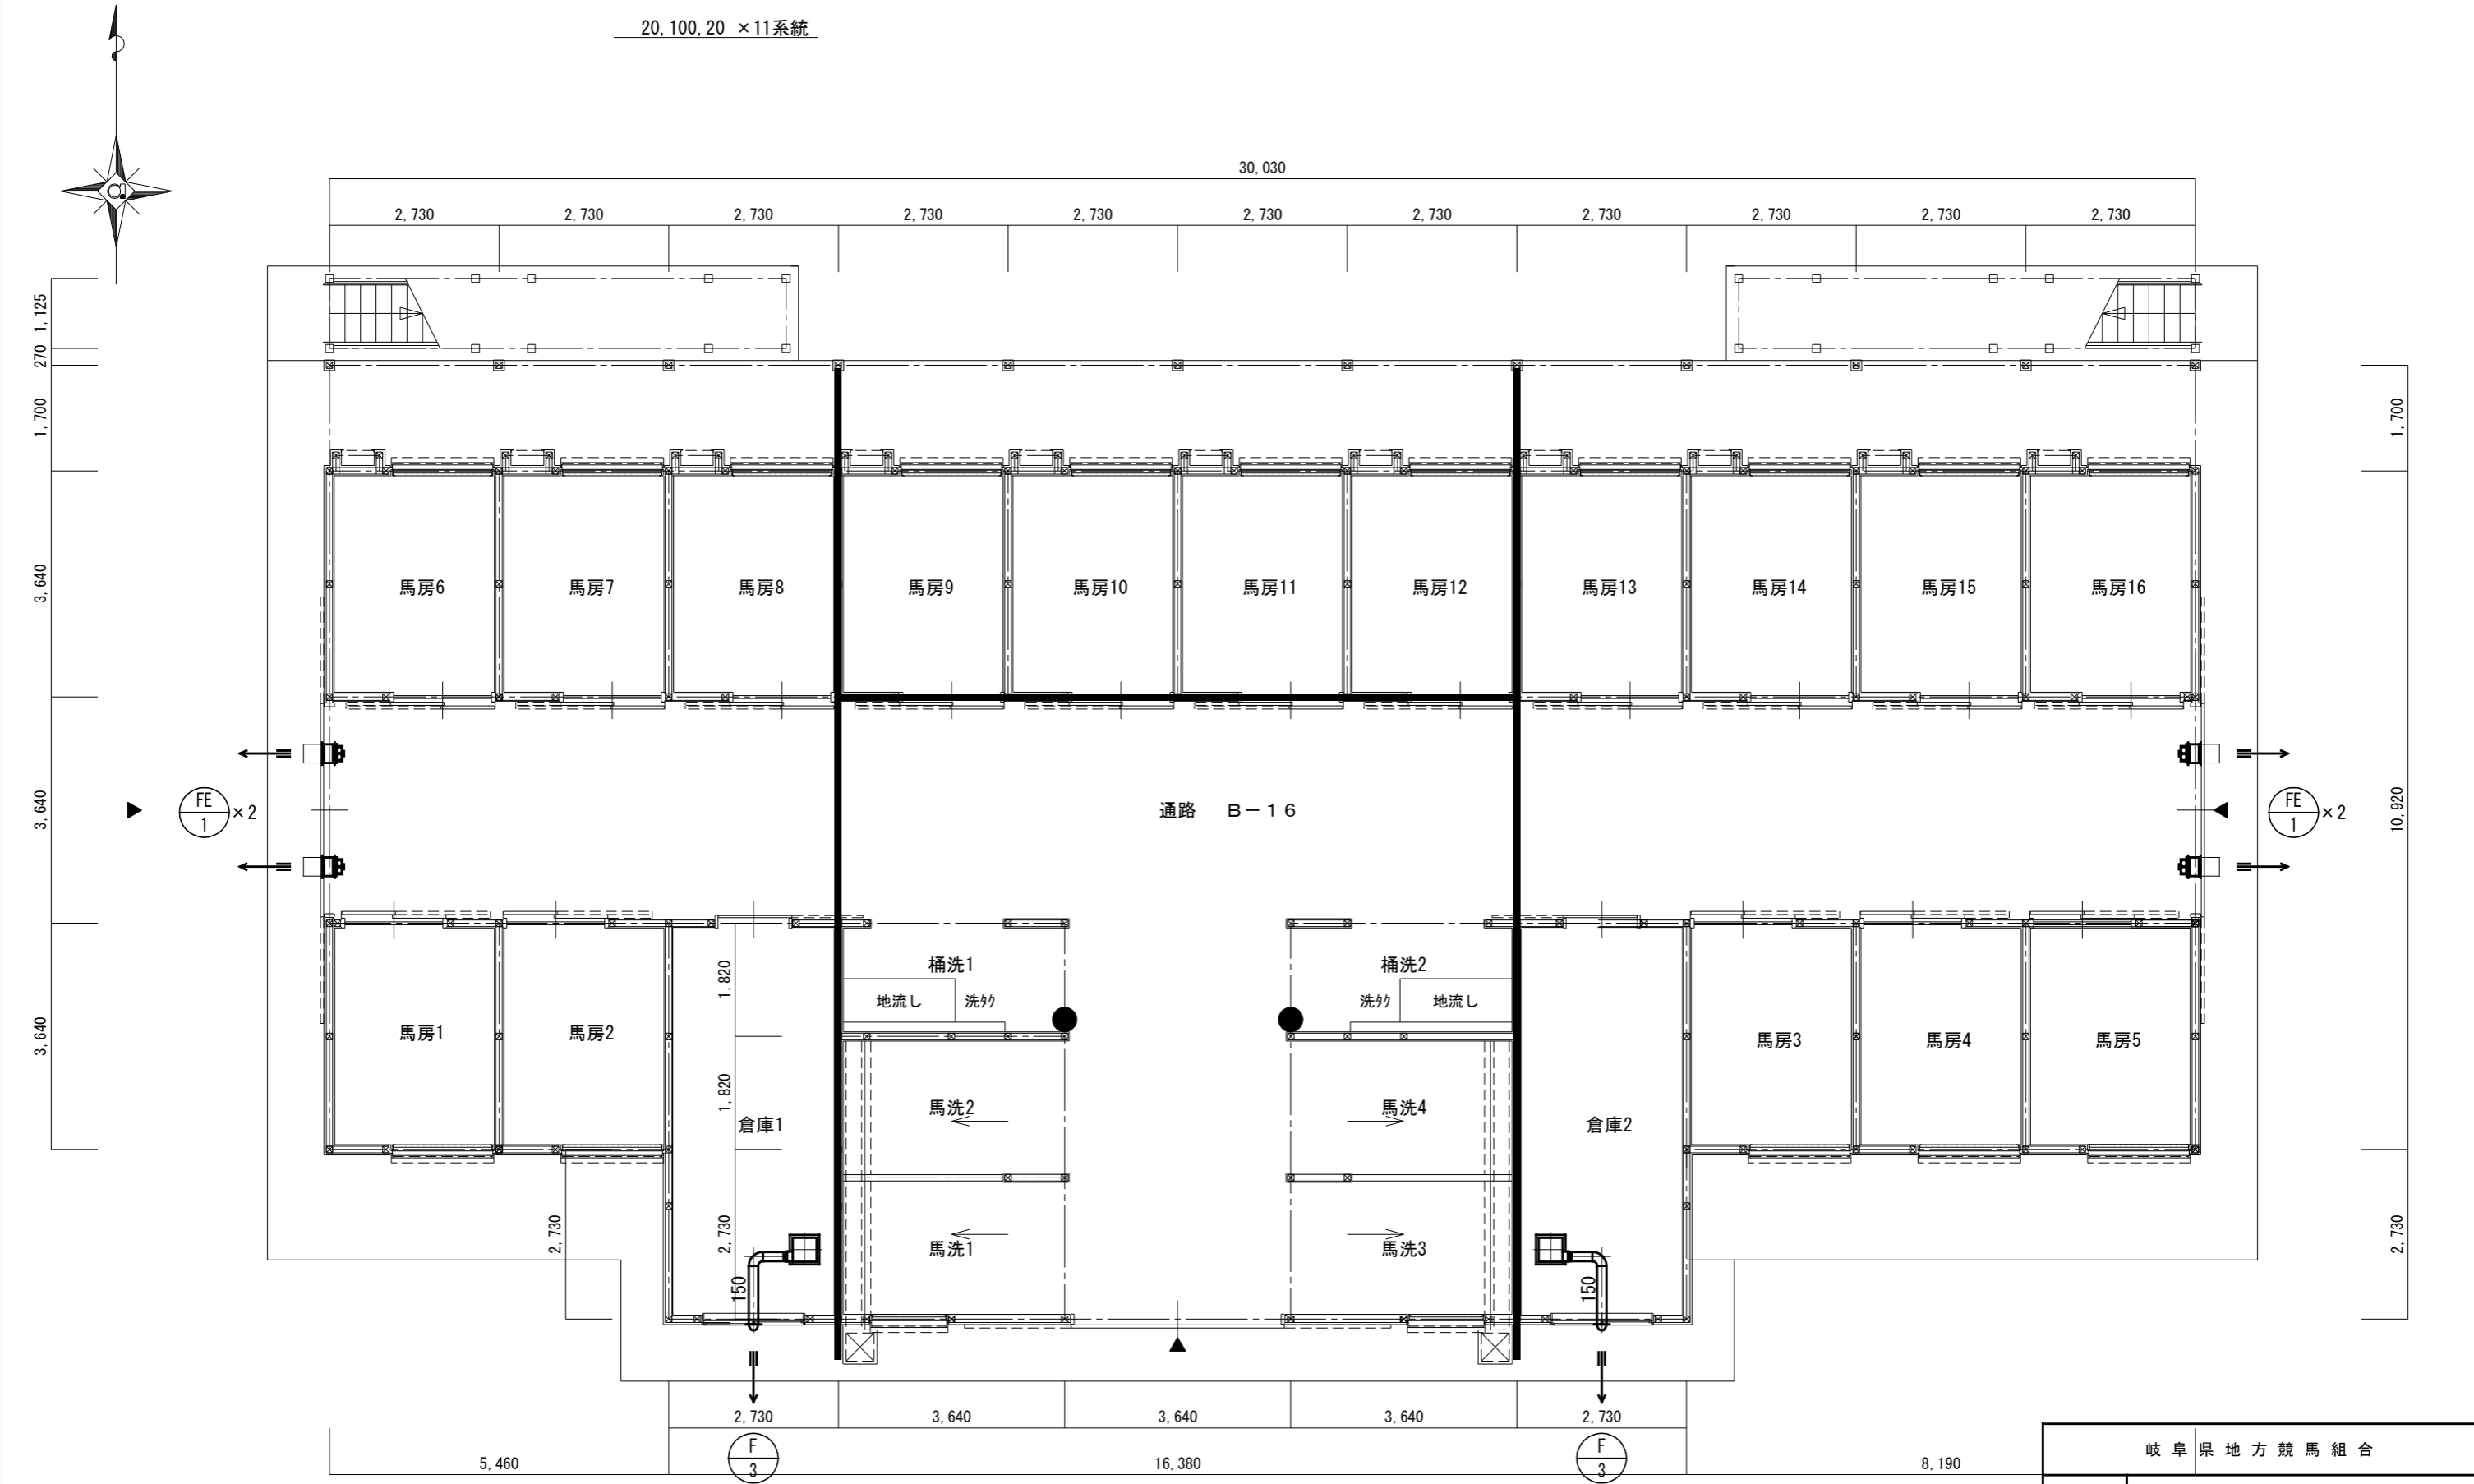 20,100,20 ×11系統
30,030
2,730 2,730 2,730 2,730 2,730 2,730 2,730 2,730 2,730 2,730 2,730
1,125
270
1,700
1,700
3,640
馬房6 馬房7 馬房8 馬房9 馬房10 馬房11 馬房12 馬房13 馬房14 馬房15 馬房16
3,640
FE
1
×2
通路 B-16
FE
1
×2
10,920
3,640
1,820
桶洗1
地流し 洗タク
桶洗2
洗タク 地流し
馬房1 馬房2
馬房3 馬房4 馬房5
1,820
倉庫1
馬洗2
馬洗4
倉庫2
2,730
2,730
150
馬洗1
馬洗3
150
2,730
2,730 3,640 3,640 3,640 2,730
F
3
F
3
5,460 16,380 8,190
岐阜県地方競馬組合